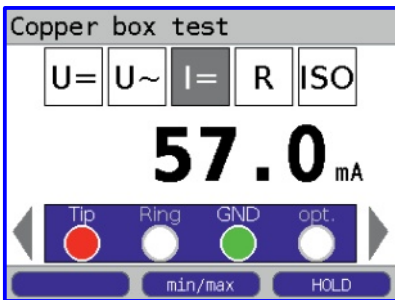 Copper box test
U= U~ I= R ISO
57.0 mA
Tip Ring GND opt.
min/max HOLD